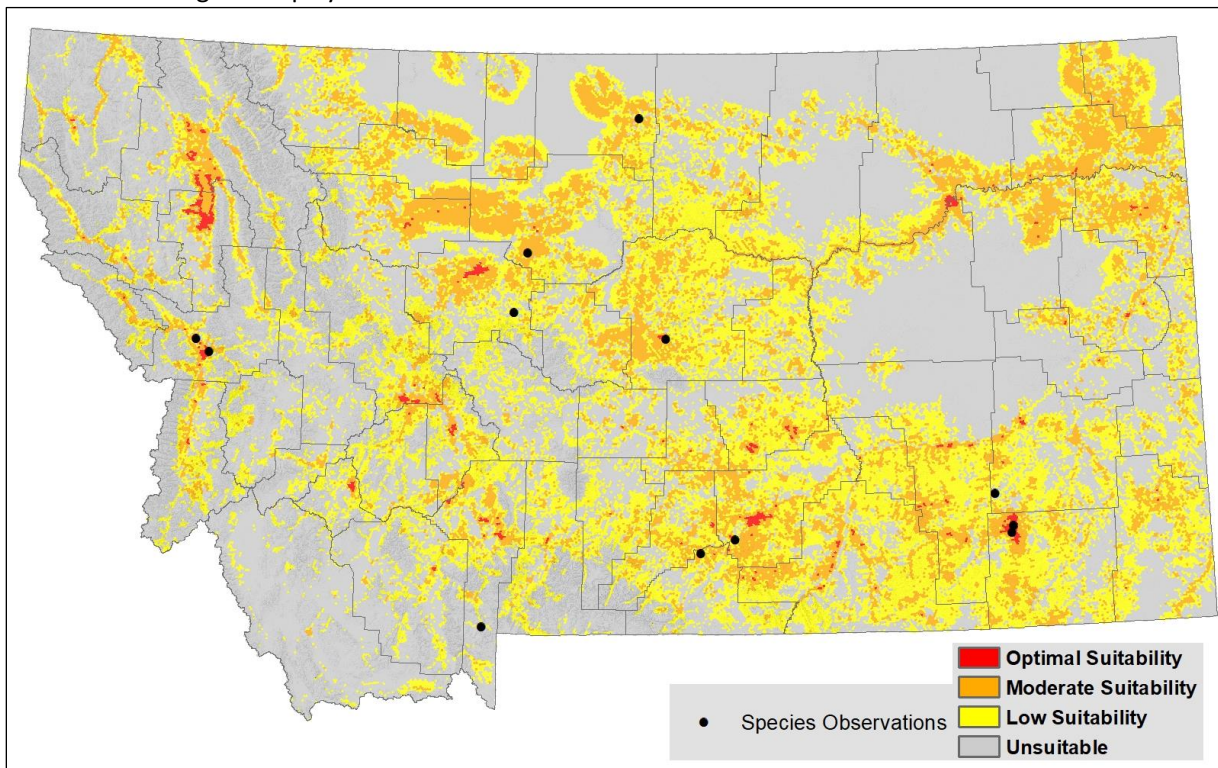 Optimal Suitability
Moderate Suitability
Species Observations
Low Suitability
Unsuitable